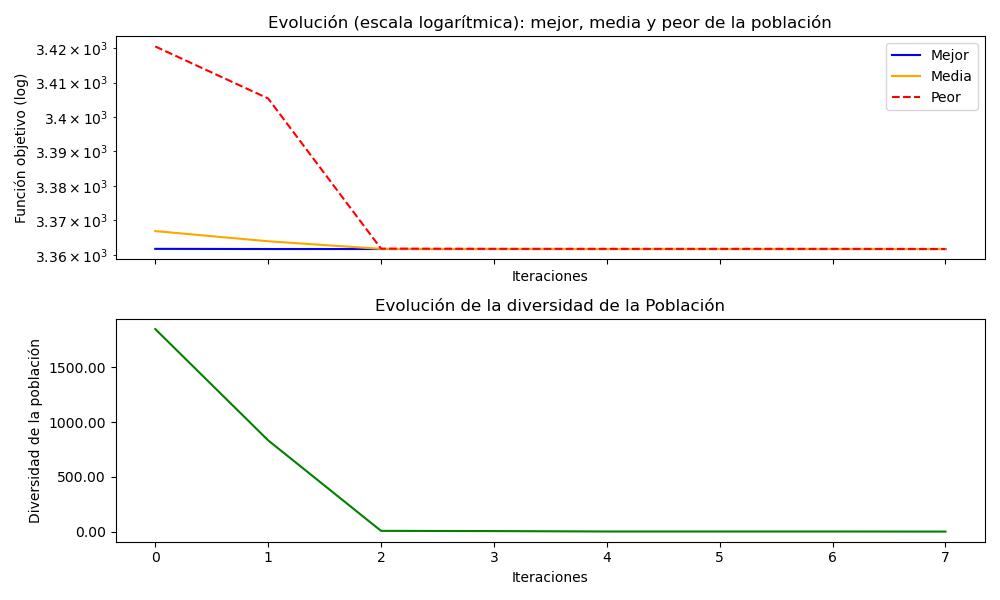 Evolución (escala logarítmica): mejor, media y peor de la población
Función objetivo (log)
3.42 × 10³
3.41 × 10³
3.4 × 10³
3.39 × 10³
3.38 × 10³
3.37 × 10³
3.36 × 10³
Mejor
Media
Peor
Iteraciones
Evolución de la diversidad de la Población
Diversidad de la población
1500.00
1000.00
500.00
0.00
0 1 2 3 4 5 6 7
Iteraciones